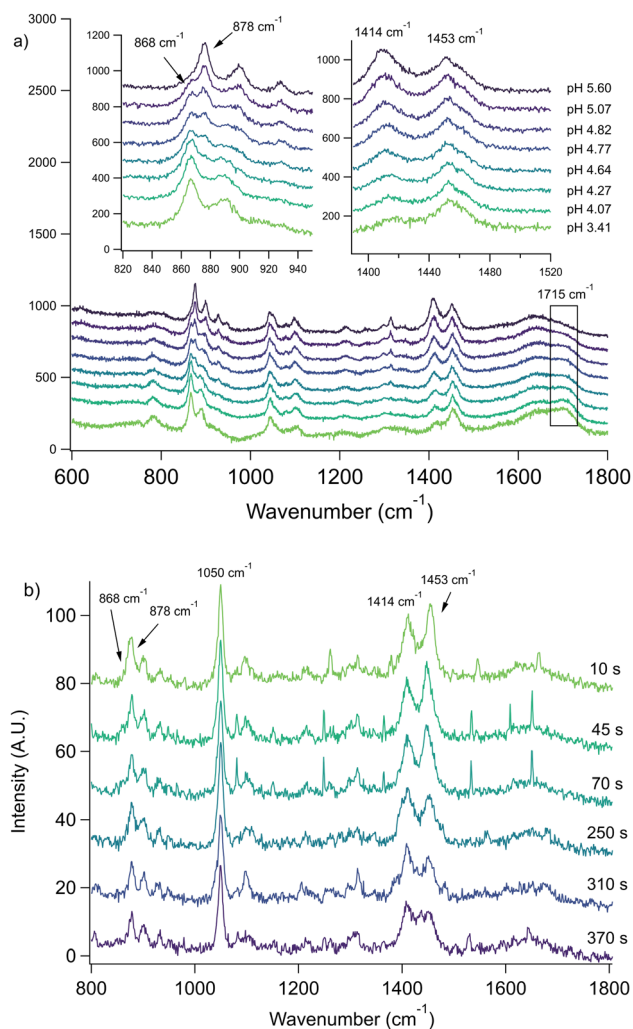 a)
3000
2500
2000
1500
1000
500
0
868 cm⁻¹
878 cm⁻¹
1200
1000
800
600
400
200
0
820 840 860 880 900 920 940
1414 cm⁻¹ 1453 cm⁻¹
1000
800
600
400
200
1400 1440 1480 1520
pH 5.60
pH 5.07
pH 4.82
pH 4.77
pH 4.64
pH 4.27
pH 4.07
pH 3.41
1715 cm⁻¹
600 800 1000 1200 1400 1600 1800
Wavenumber (cm⁻¹)
b)
868 cm⁻¹
878 cm⁻¹
1050 cm⁻¹
1414 cm⁻¹
1453 cm⁻¹
100
80
60
40
20
0
Intensity (A.U.)
10 s
45 s
70 s
250 s
310 s
370 s
800 1000 1200 1400 1600 1800
Wavenumber (cm⁻¹)